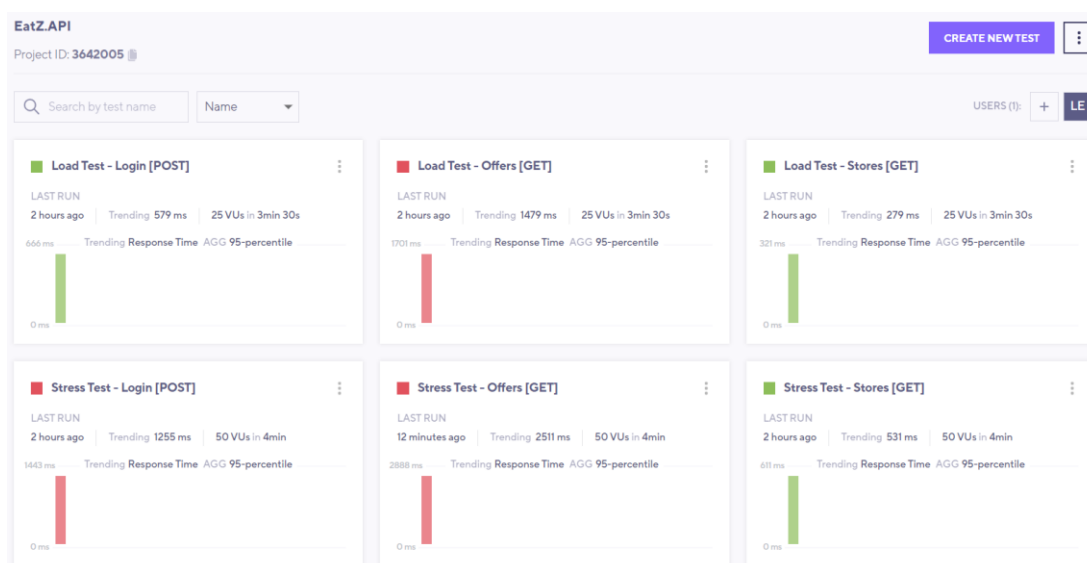 EatZ.API
CREATE NEW TEST
Project ID: 3642005
Search by test name
Name
USERS (1):
+
LE
Load Test - Login [POST]
LAST RUN
2 hours ago
Trending 579 ms
25 VUs in 3min 30s
666 ms
Trending Response Time AGG 95-percentile
0 ms
Load Test - Offers [GET]
LAST RUN
2 hours ago
Trending 1479 ms
25 VUs in 3min 30s
1701 ms
Trending Response Time AGG 95-percentile
0 ms
Load Test - Stores [GET]
LAST RUN
2 hours ago
Trending 279 ms
25 VUs in 3min 30s
321 ms
Trending Response Time AGG 95-percentile
0 ms
Stress Test - Login [POST]
LAST RUN
2 hours ago
Trending 1255 ms
50 VUs in 4min
1443 ms
Trending Response Time AGG 95-percentile
0 ms
Stress Test - Offers [GET]
LAST RUN
12 minutes ago
Trending 2511 ms
50 VUs in 4min
2888 ms
Trending Response Time AGG 95-percentile
0 ms
Stress Test - Stores [GET]
LAST RUN
2 hours ago
Trending 531 ms
50 VUs in 4min
611 ms
Trending Response Time AGG 95-percentile
0 ms